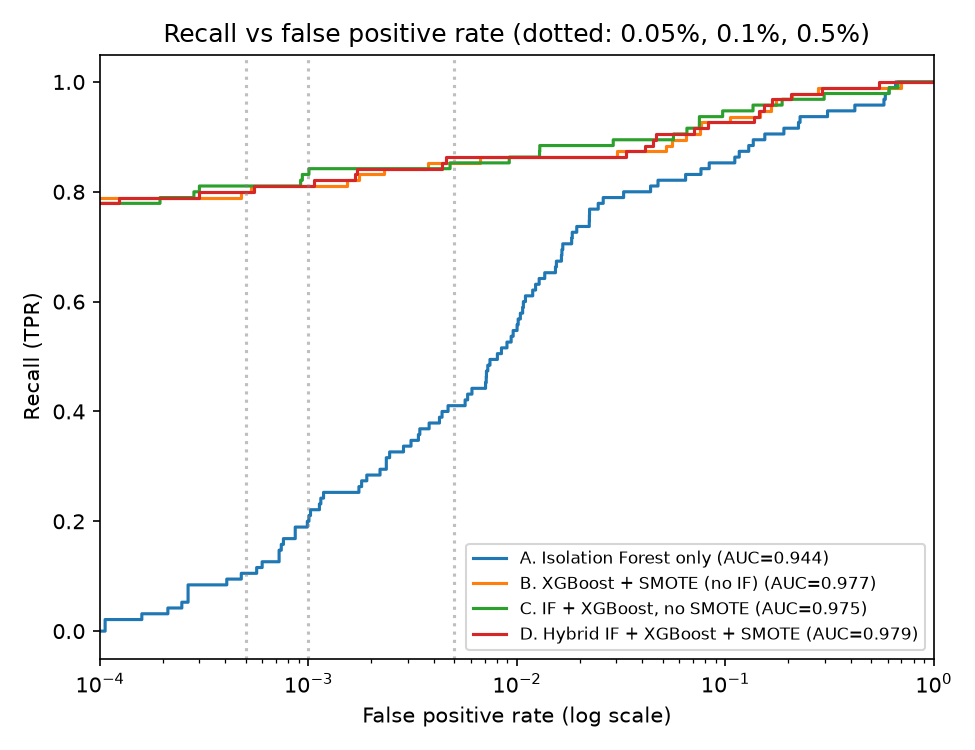 Recall vs false positive rate (dotted: 0.05%, 0.1%, 0.5%)
Recall (TPR)
1.0
0.8
0.6
0.4
0.2
0.0
A. Isolation Forest only (AUC=0.944)
B. XGBoost + SMOTE (no IF) (AUC=0.977)
C. IF + XGBoost, no SMOTE (AUC=0.975)
D. Hybrid IF + XGBoost + SMOTE (AUC=0.979)
10⁻⁴ 10⁻³ 10⁻² 10⁻¹ 10⁰
False positive rate (log scale)